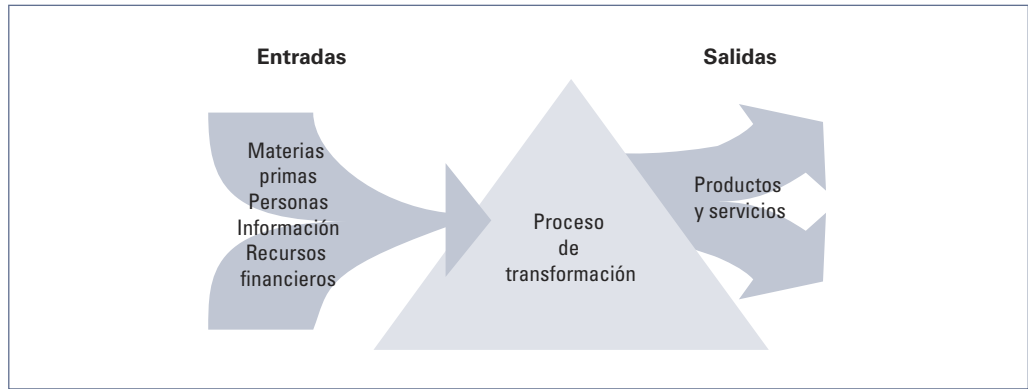 Entradas
Salidas
Materias
primas
Personas
Información
Recursos
financieros
Proceso
de
transformación
Productos
y servicios